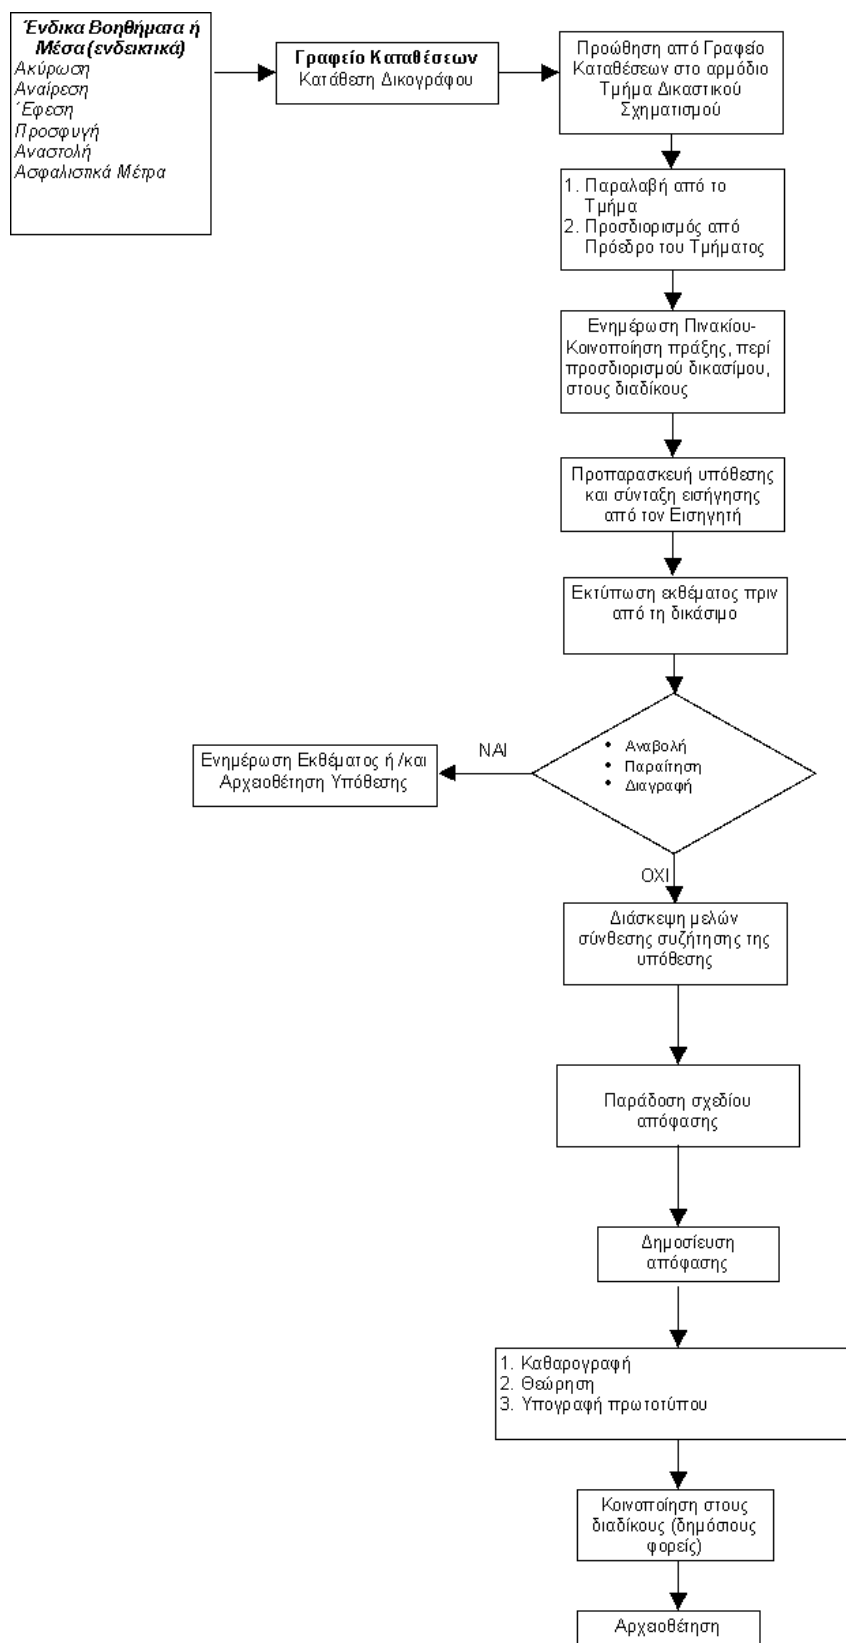 Ένδικα Βοηθήματα ή
Μέσα (ενδεικτικά)
Ακύρωση
Αναίρεση
Έφεση
Προσφυγή
Αναστολή
Ασφαλιστικά Μέτρα
Γραφείο Καταθέσεων
Κατάθεση Δικογράφου
Προώθηση από Γραφείο
Καταθέσεων στο αρμόδιο
Τμήμα Δικαστικού
Σχηματισμού
1. Παραλαβή από το
Τμήμα
2. Προσδιορισμός από
Πρόεδρο του Τμήματος
Ενημέρωση Πινακίου-
Κοινοποίηση πράξης, περί
προσδιορισμού δικασίμου,
στους διαδίκους
Προπαρασκευή υπόθεσης
και σύνταξη εισήγησης
από τον Εισηγητή
Εκτύπωση εκθέματος πριν
από τη δικάσιμο
• Αναβολή
• Παραίτηση
• Διαγραφή
ΝΑΙ
Ενημέρωση Εκθέματος ή /και
Αρχειοθέτηση Υπόθεσης
ΟΧΙ
Διάσκεψη μελών
σύνθεσης συζήτησης της
υπόθεσης
Παράδοση σχεδίου
απόφασης
Δημοσίευση
απόφασης
1. Καθαρογραφή
2. Θεώρηση
3. Υπογραφή πρωτοτύπου
Κοινοποίηση στους
διαδίκους (δημόσιους
φορείς)
Αρχειοθέτηση